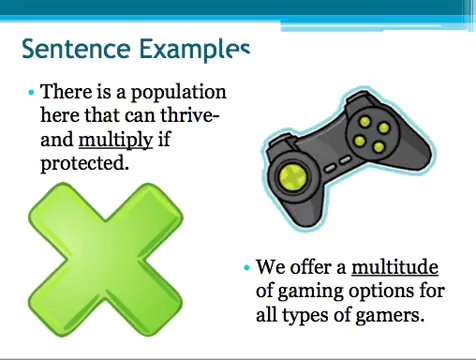 Sentence Examples
• There is a population
here that can thrive-
and multiply if
protected.
• We offer a multitude
of gaming options for
all types of gamers.